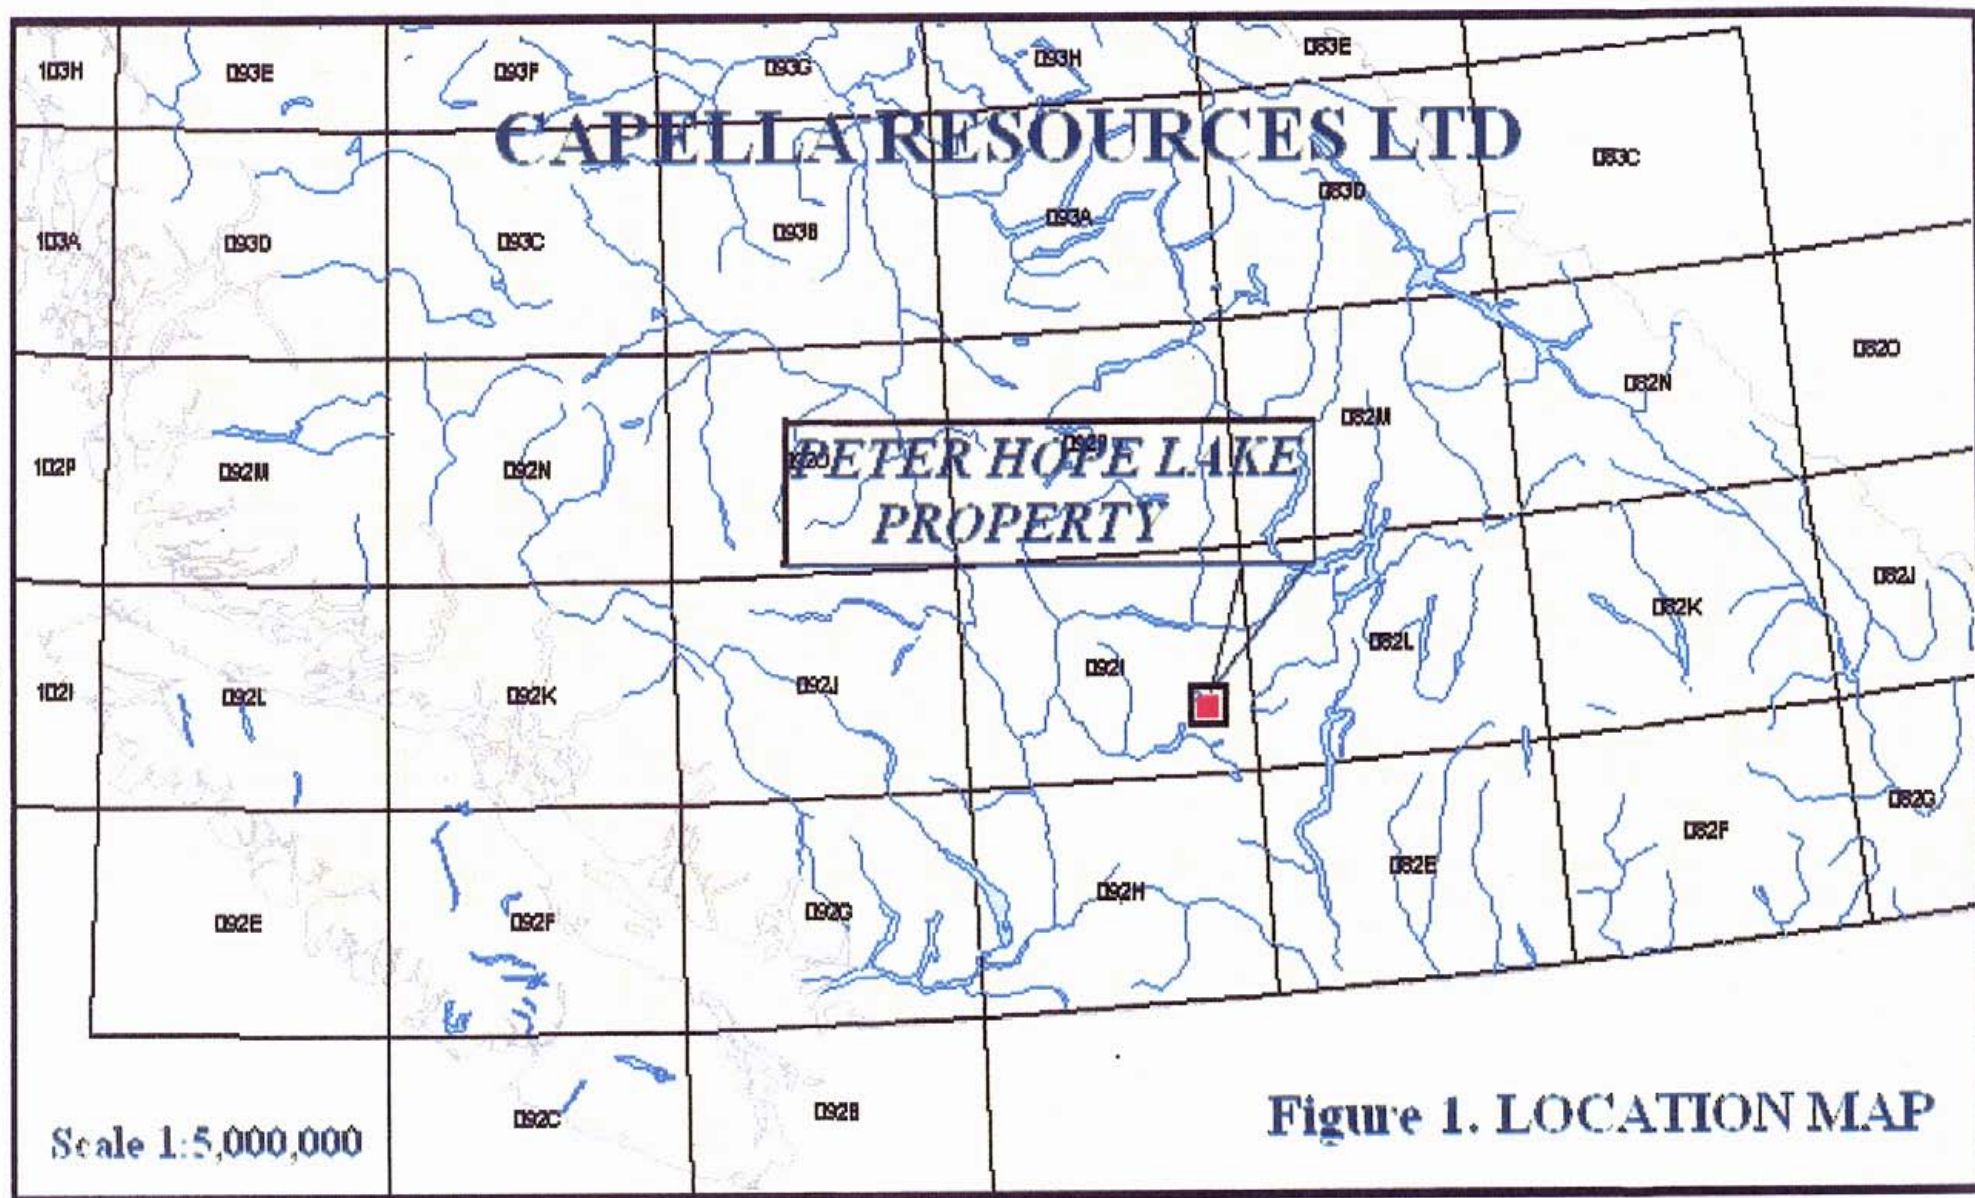 103H 093E 093F 093G 093H 083E
CAPELLA RESOURCES LTD
083C
083D
103A 093D 093C 093B 093A
082O
082N
082M
102P 092M 092N 092O 092P
PETER HOPE LAKE
PROPERTY
082J
082K
082L
102I 092L 092K 092J 092I
082G
082F
082E
092E 092F 092G 092H
092C 092B
Scale 1:5,000,000
Figure 1. LOCATION MAP